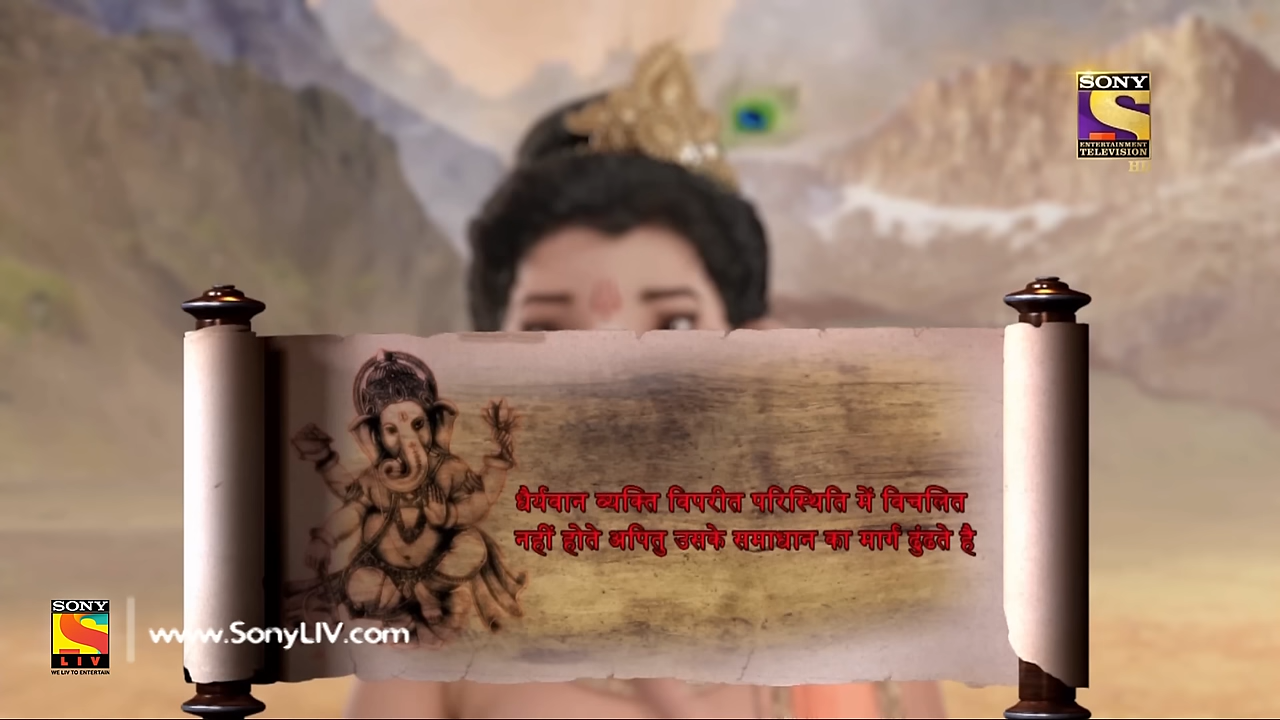 SONY
ENTERTAINMENT
TELEVISION
HD
धैर्यवान व्यक्ति विपरीत परिस्थिति में विचलित
नहीं होते अपितु उसके समाधान का मार्ग ढुंढते है
SONY
LIV
WE LIV TO ENTERTAIN
www.SonyLIV.com